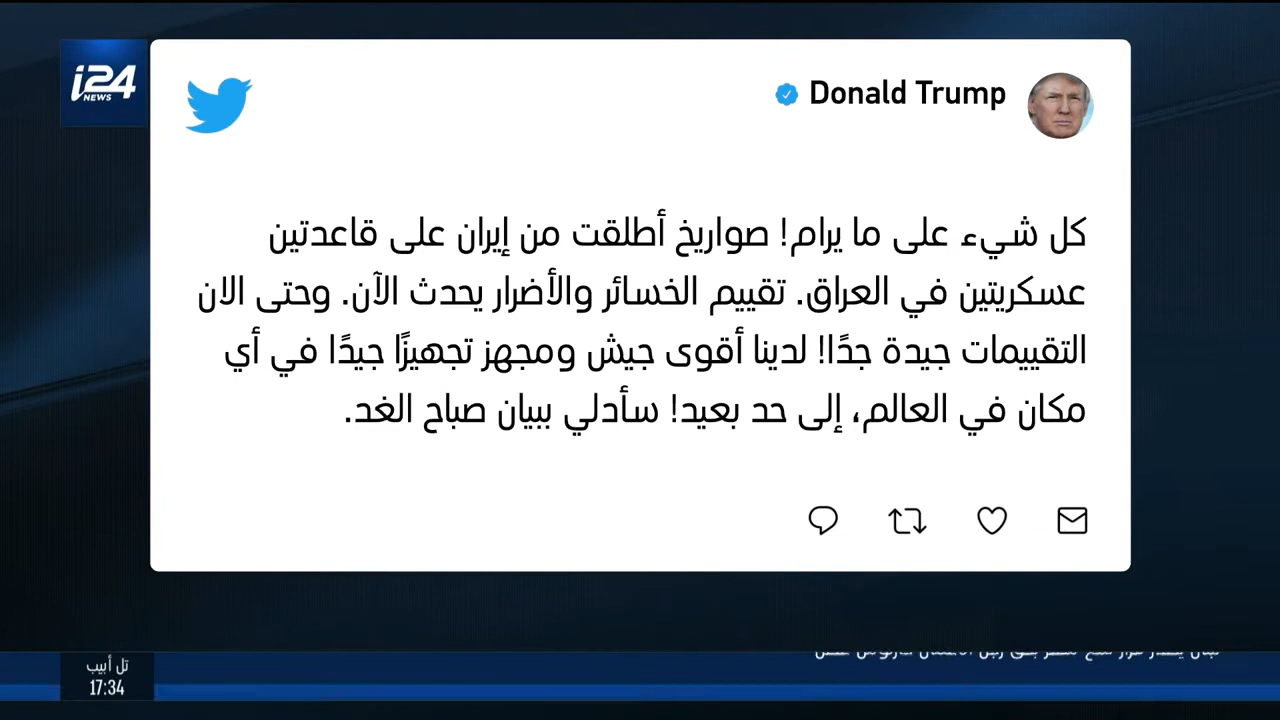 i24
NEWS
Donald Trump
كل شيء على ما يرام! صواريخ أطلقت من إيران على قاعدتين
عسكريتين في العراق. تقييم الخسائر والأضرار يحدث الآن. وحتى الان
التقييمات جيدة جدًا! لدينا أقوى جيش ومجهز تجهيزًا جيدًا في أي
مكان في العالم، إلى حد بعيد! سأدلي ببيان صباح الغد.
تل أبيب
17:34